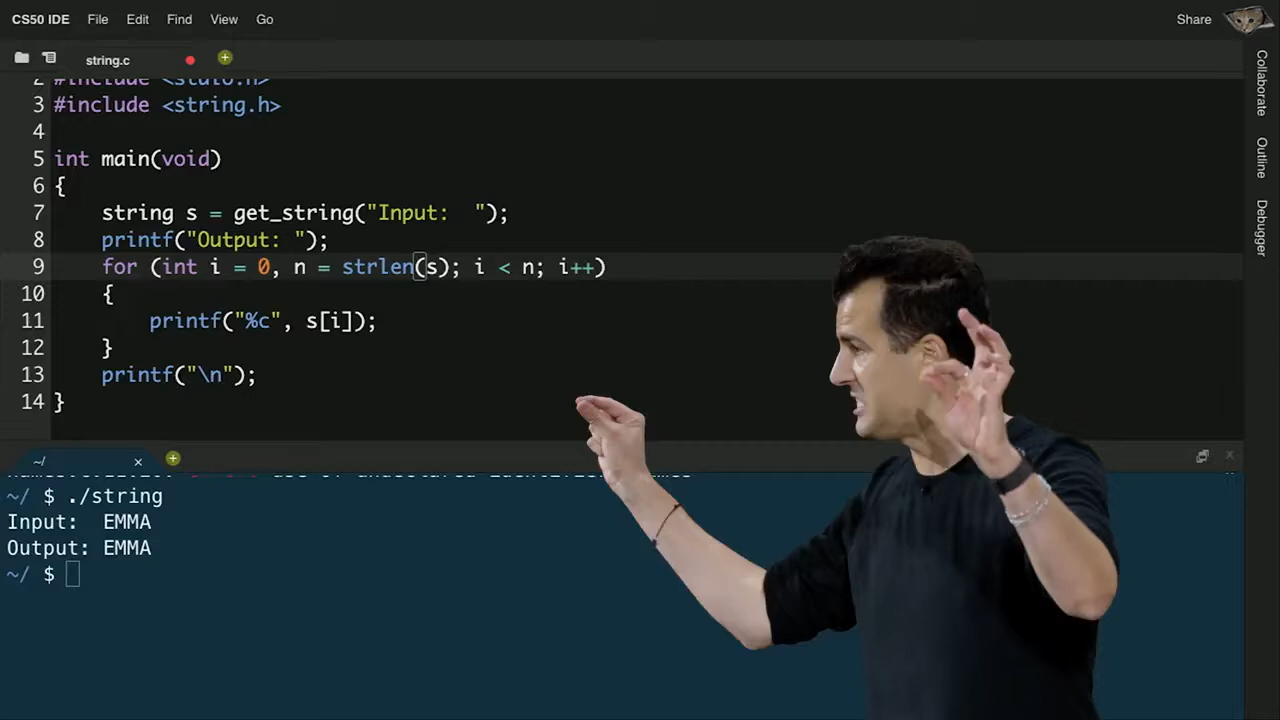 CS50 IDE File Edit Find View Go Share
string.c
3 #include <string.h>
4
5 int main(void)
6 {
7 string s = get_string("Input:  ");
8 printf("Output: ");
9 for (int i = 0, n = strlen(s); i < n; i++)
10 {
11 printf("%c", s[i]);
12 }
13 printf("\n");
14 }
Collaborate
Outline
Debugger
~/
~/ $ ./string
Input:  EMMA
Output: EMMA
~/ $